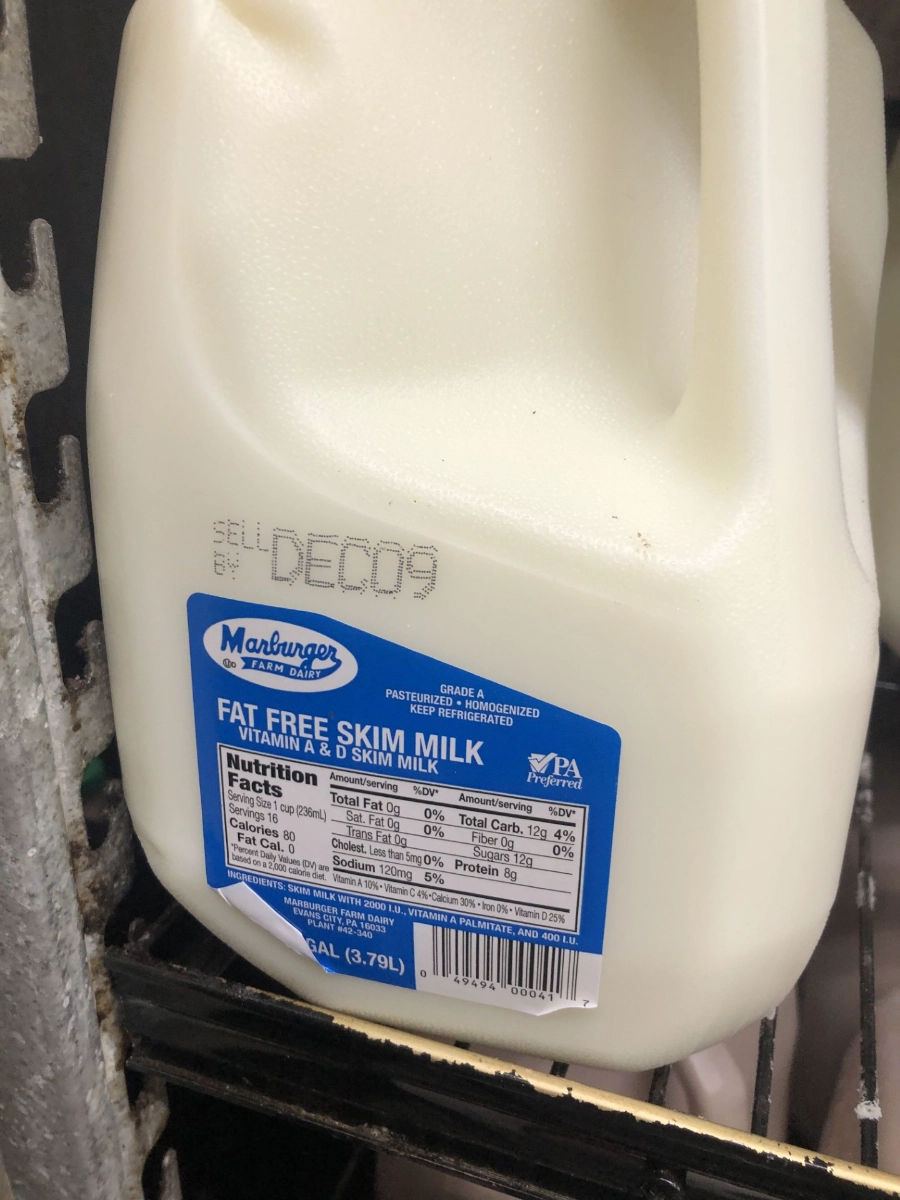 SELL
BY
DEC09
Marburger
FARM DAIRY
GRADE A
PASTEURIZED • HOMOGENIZED
KEEP REFRIGERATED
FAT FREE SKIM MILK
VITAMIN A & D SKIM MILK
PA
Preferred
Nutrition
Facts
Serving Size 1 cup (236mL)
Servings 16
Calories 80
Fat Cal. 0
*Percent Daily Values (DV) are
based on a 2,000 calorie diet.
Amount/serving %DV*
Total Fat 0g 0%
Sat. Fat 0g 0%
Trans Fat 0g
Cholest. Less than 5mg 0%
Sodium 120mg 5%
Amount/serving %DV*
Total Carb. 12g 4%
Fiber 0g 0%
Sugars 12g
Protein 8g
Vitamin A 10% • Vitamin C 4% • Calcium 30% • Iron 0% • Vitamin D 25%
INGREDIENTS: SKIM MILK WITH 2000 I.U., VITAMIN A PALMITATE, AND 400 I.U.
MARBURGER FARM DAIRY
EVANS CITY, PA 16033
PLANT #42-340
GAL (3.79L)
0 49494 00041 7